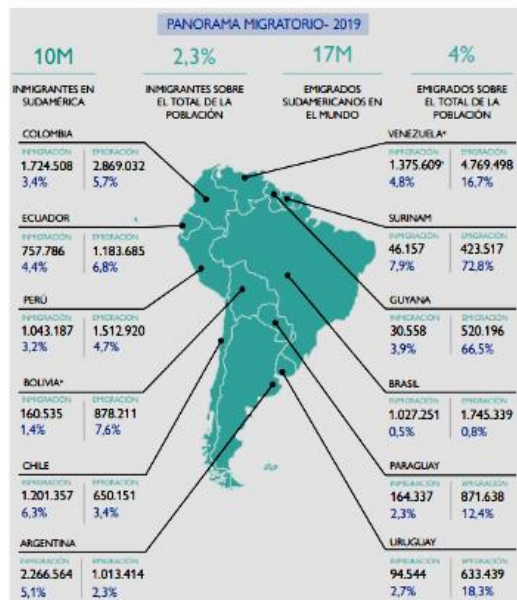 PANORAMA MIGRATORIO- 2019
10M
INMIGRANTES EN
SUDAMÉRICA
2,3%
INMIGRANTES SOBRE
EL TOTAL DE LA
POBLACIÓN
17M
EMIGRADOS
SUDAMERICANOS EN
EL MUNDO
4%
EMIGRADOS SOBRE
EL TOTAL DE LA
POBLACIÓN
COLOMBIA
INMIGRACIÓN EMIGRACIÓN
1.724.508 2.869.032
3,4% 5,7%
ECUADOR
INMIGRACIÓN EMIGRACIÓN
757.786 1.183.685
4,4% 6,8%
PERÚ
INMIGRACIÓN EMIGRACIÓN
1.043.187 1.512.920
3,2% 4,7%
BOLIVIA*
INMIGRACIÓN EMIGRACIÓN
160.535 878.211
1,4% 7,6%
CHILE
INMIGRACIÓN EMIGRACIÓN
1.201.357 650.151
6,3% 3,4%
ARGENTINA
INMIGRACIÓN EMIGRACIÓN
2.266.564 1.013.414
5,1% 2,3%
VENEZUELA*
INMIGRACIÓN EMIGRACIÓN
1.375.609 4.769.498
4,8% 16,7%
SURINAM
INMIGRACIÓN EMIGRACIÓN
46.157 423.517
7,9% 72,8%
GUYANA
INMIGRACIÓN EMIGRACIÓN
30.558 520.196
3,9% 66,5%
BRASIL
INMIGRACIÓN EMIGRACIÓN
1.027.251 1.745.339
0,5% 0,8%
PARAGUAY
INMIGRACIÓN EMIGRACIÓN
164.337 871.638
2,3% 12,4%
URUGUAY
INMIGRACIÓN EMIGRACIÓN
94.544 633.439
2,7% 18,3%